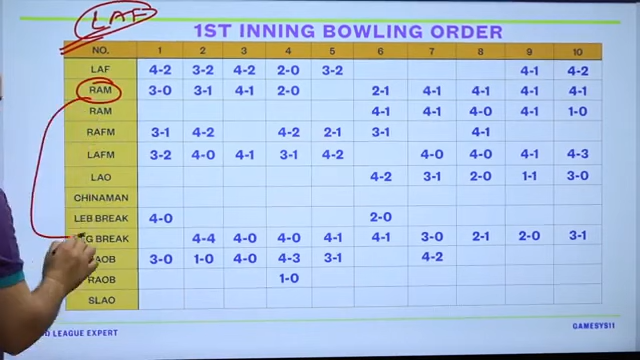 LAF
1ST INNING BOWLING ORDER
NO. 1 2 3 4 5 6 7 8 9 10
LAF 4-2 3-2 4-2 2-0 3-2 4-1 4-2
RAM 3-0 3-1 4-1 2-0 2-1 4-1 4-1 4-1 4-1
RAM 4-1 4-1 4-0 4-1 1-0
RAFM 3-1 4-2 4-2 2-1 3-1 4-1
LAFM 3-2 4-0 4-1 3-1 4-2 4-0 4-0 4-1 4-3
LAO 4-2 3-1 2-0 1-1 3-0
CHINAMAN
LEB BREAK 4-0 2-0
BREAK 4-4 4-0 4-0 4-1 4-1 3-0 2-1 2-0 3-1
AOB 3-0 1-0 4-0 4-3 3-1 4-2
RAOB 1-0
SLAO
LEAGUE EXPERT
GAMESYS11